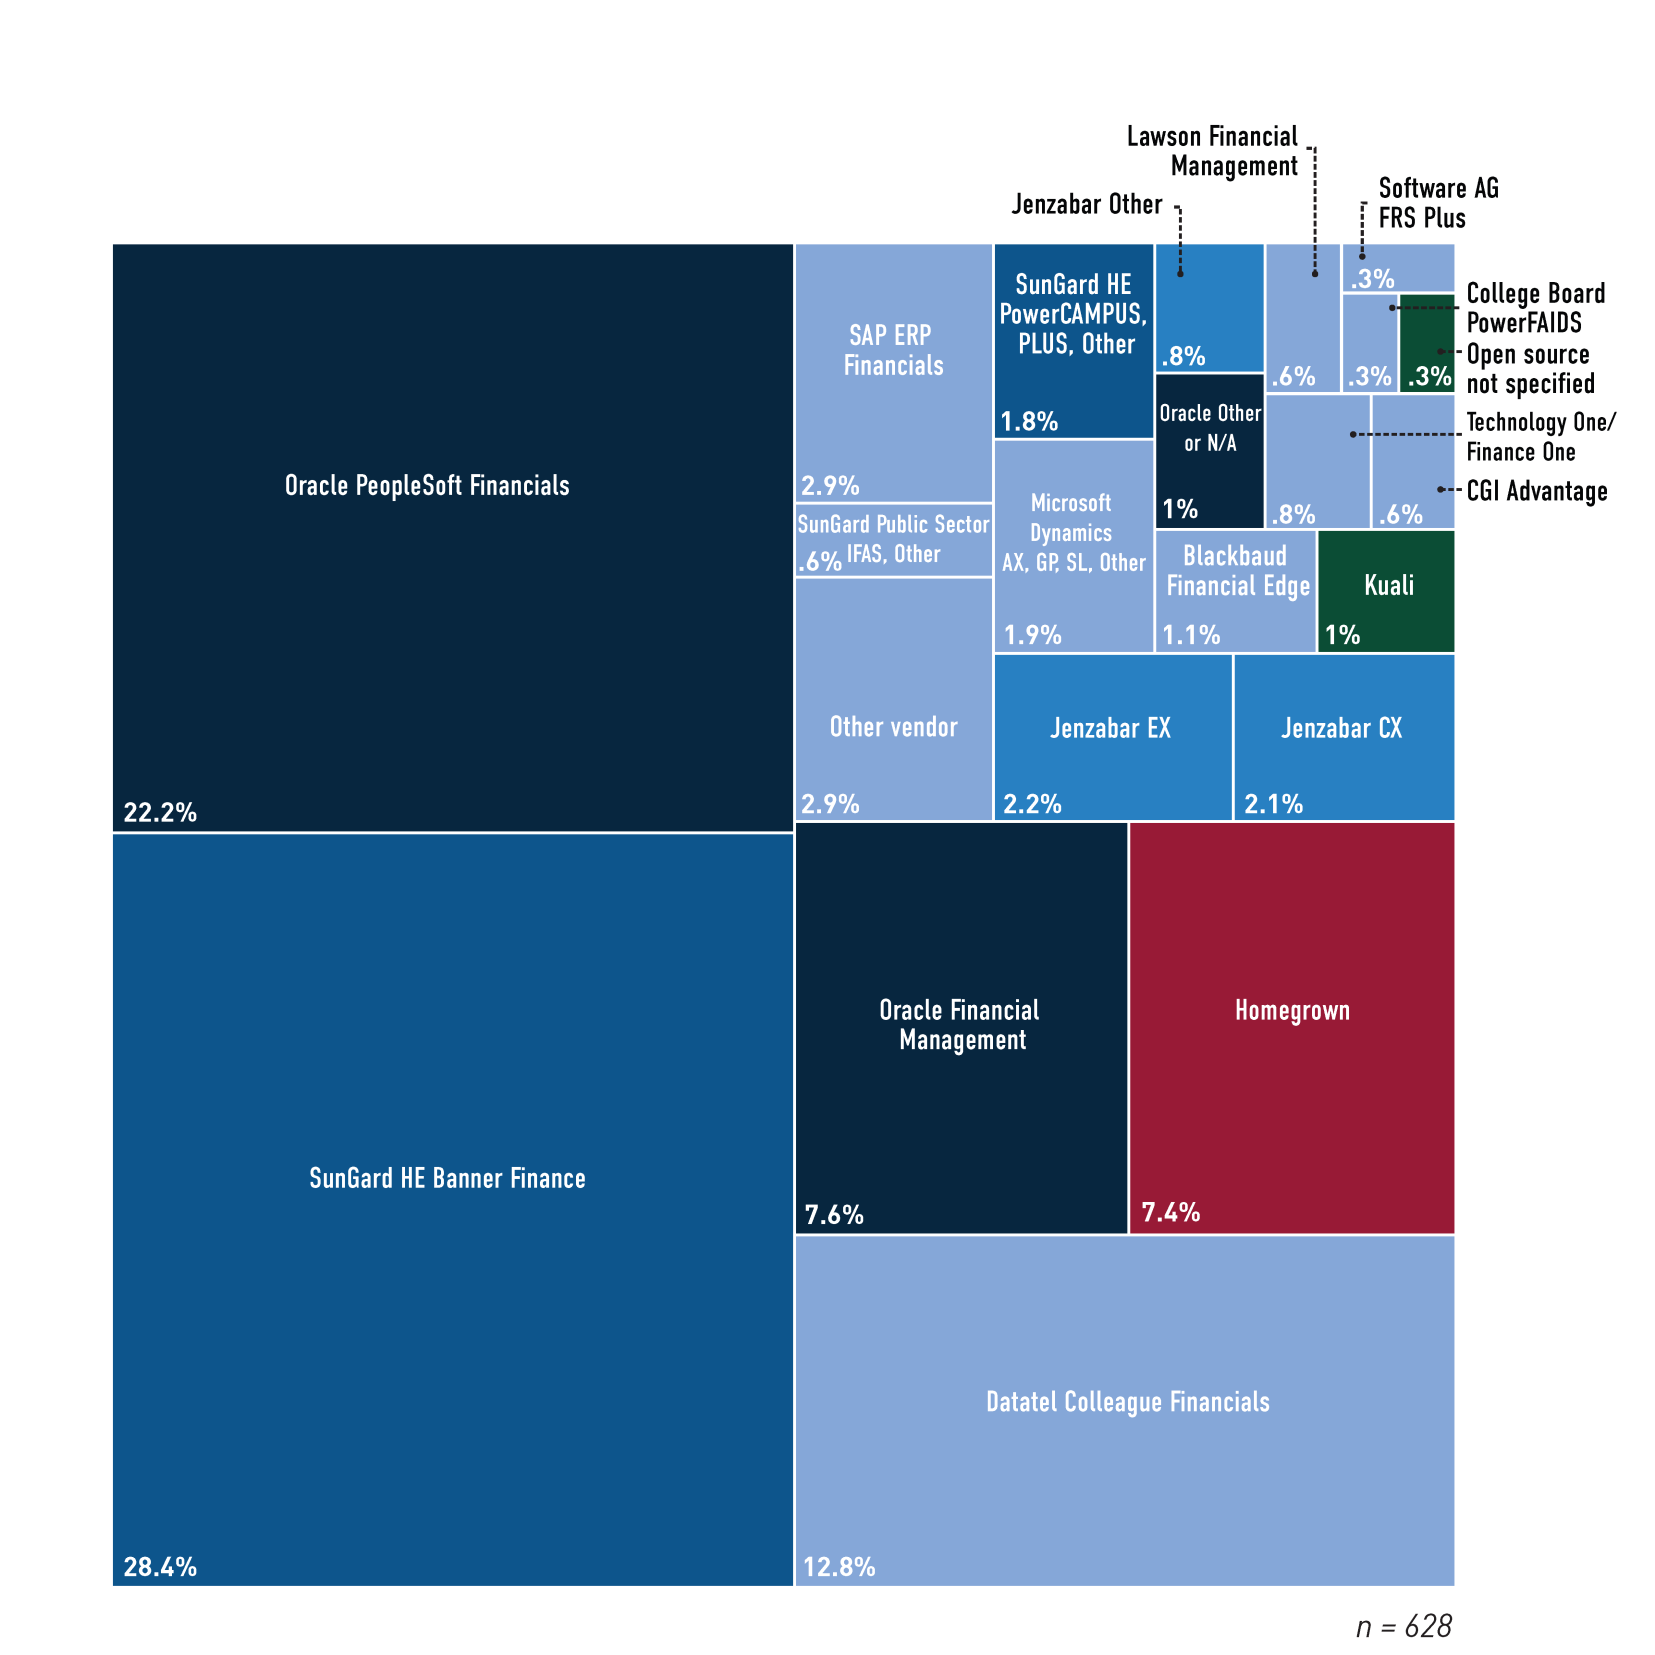 Lawson Financial
Management
Software AG
FRS Plus
Jenzabar Other
Oracle PeopleSoft Financials
22.2%
SAP ERP
Financials
2.9%
SunGard Public Sector
IFAS, Other
.6%
Other vendor
2.9%
SunGard HE
PowerCAMPUS,
PLUS, Other
1.8%
Microsoft
Dynamics
AX, GP, SL, Other
1.9%
.8%
Oracle Other
or N/A
1%
.6%
.3%
.3%
.3%
College Board
PowerFAIDS
Open source
not specified
Technology One/
Finance One
CGI Advantage
.8%
.6%
Blackbaud
Financial Edge
1.1%
Kuali
1%
Jenzabar EX
2.2%
Jenzabar CX
2.1%
SunGard HE Banner Finance
28.4%
Oracle Financial
Management
7.6%
Homegrown
7.4%
Datatel Colleague Financials
12.8%
n = 628